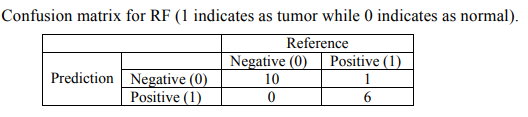 Confusion matrix for RF (1 indicates as tumor while 0 indicates as normal).
Reference
Negative (0) Positive (1)
Prediction Negative (0) 10 1
Positive (1) 0 6